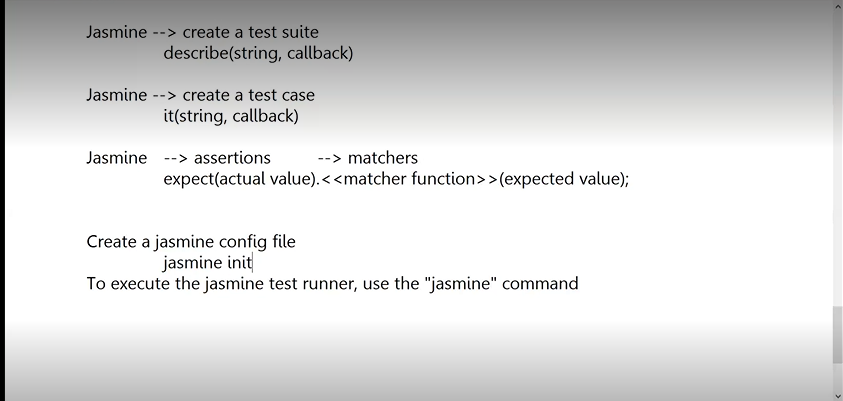 Jasmine --> create a test suite
describe(string, callback)
Jasmine --> create a test case
it(string, callback)
Jasmine --> assertions --> matchers
expect(actual value).<<matcher function>>(expected value);
Create a jasmine config file
jasmine init
To execute the jasmine test runner, use the "jasmine" command